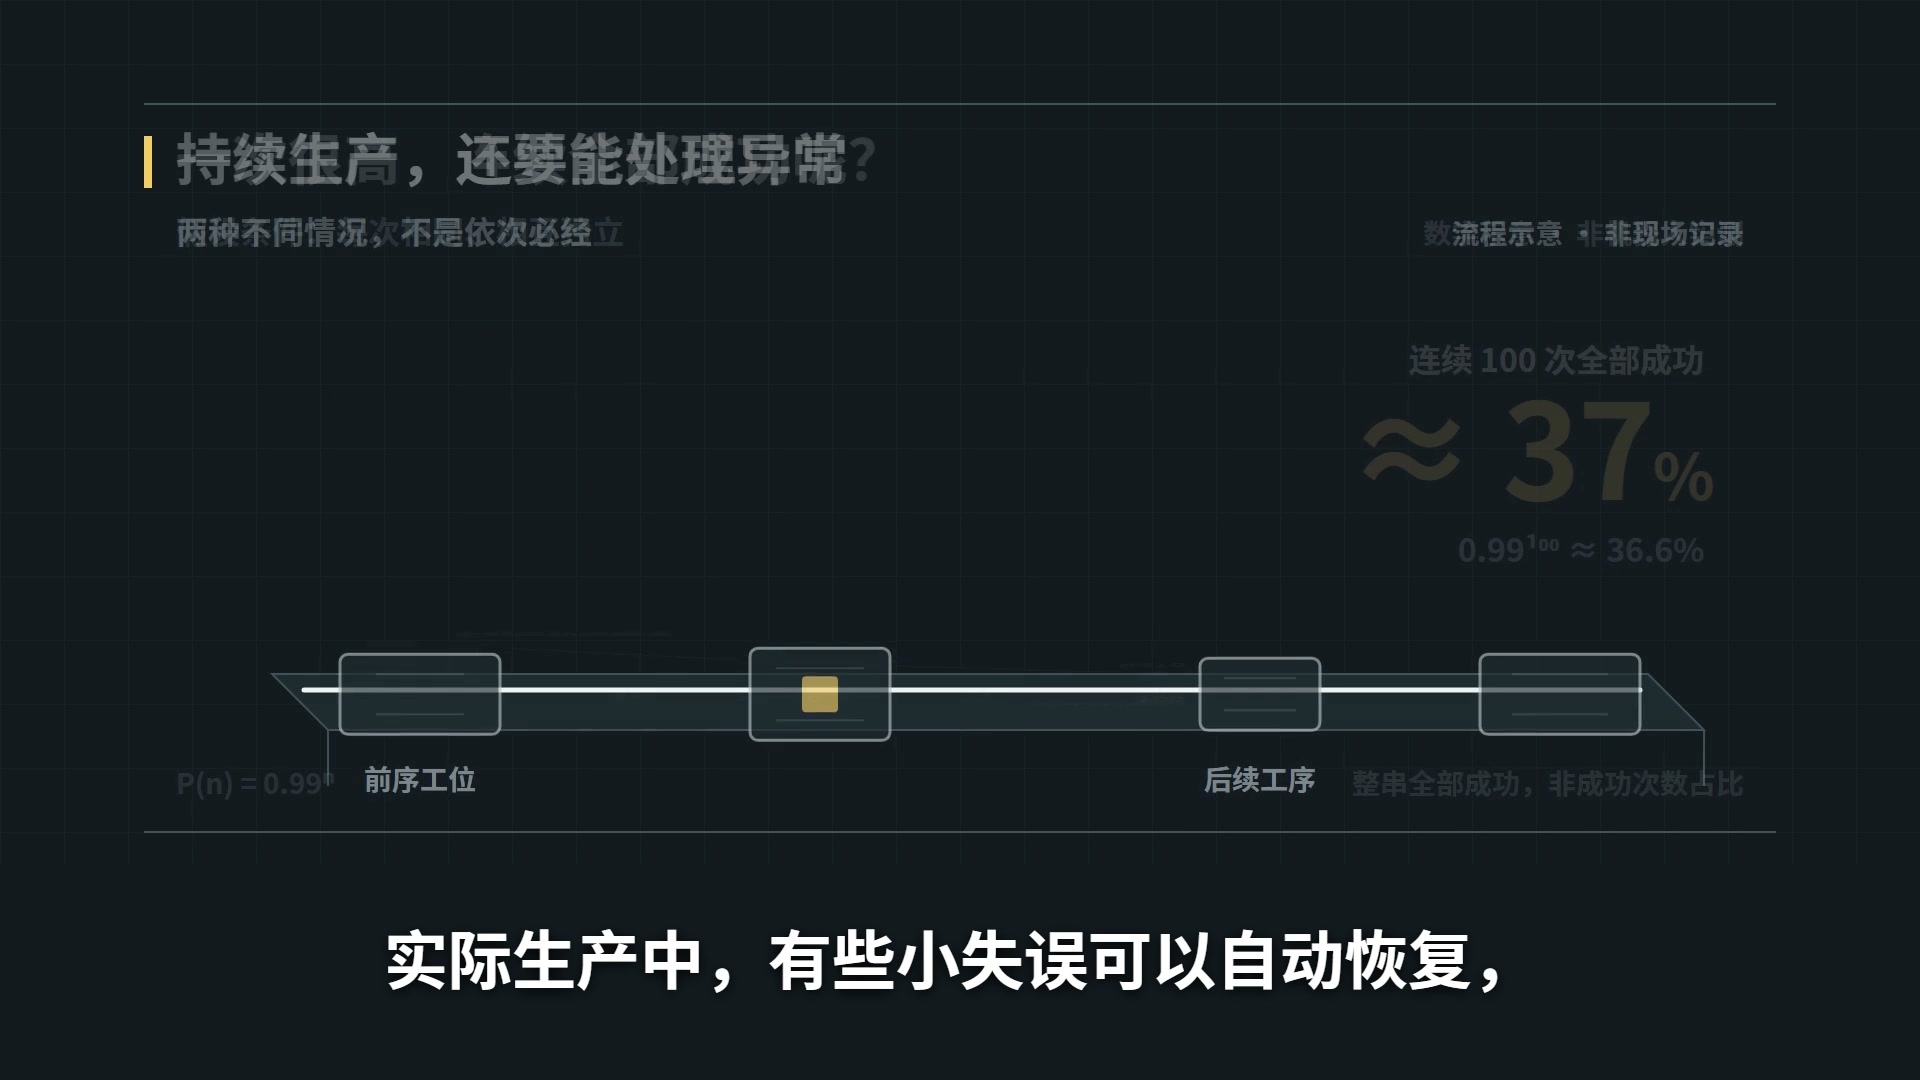 持续生产，还要能处理异常?
两种不同情况，不是依次必经
流程示意 · 非现场记录
连续 100 次全部成功
≈ 37%
0.99¹⁰⁰ ≈ 36.6%
P(n) = 0.99ⁿ
前序工位
后续工序
整串全部成功，非成功次数占比
实际生产中，有些小失误可以自动恢复，